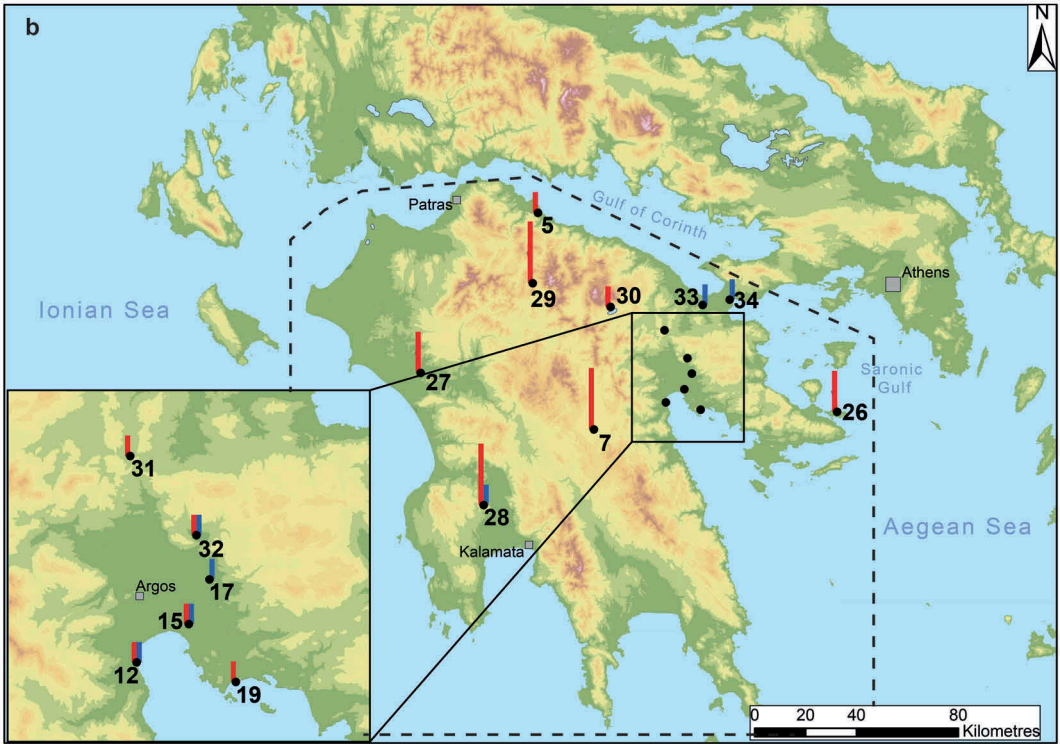 b
N
Patras
5
Gulf of Corinth
29
30
33
34
Athens
Ionian Sea
27
Saronic
Gulf
26
7
28
Kalamata
Aegean Sea
31
32
17
Argos
15
12
19
0 20 40 80
Kilometres